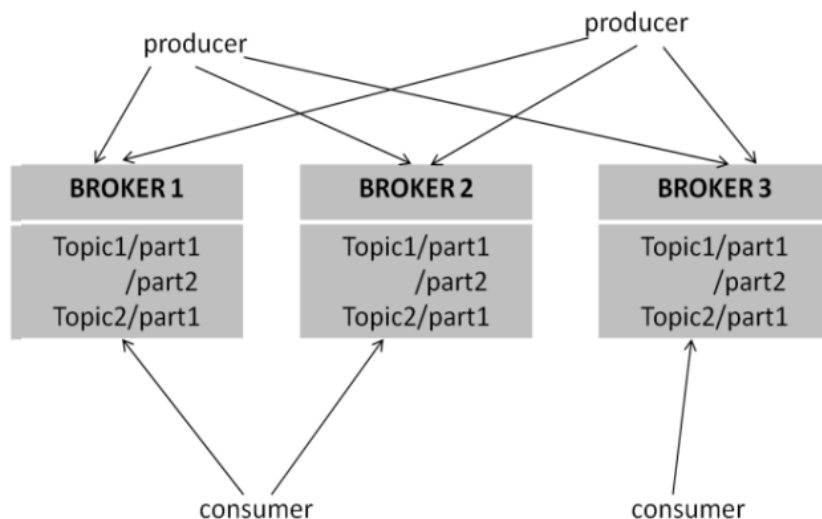 producer
producer
BROKER 1
BROKER 2
BROKER 3
Topic1/part1
/part2
Topic2/part1
Topic1/part1
/part2
Topic2/part1
Topic1/part1
/part2
Topic2/part1
consumer
consumer